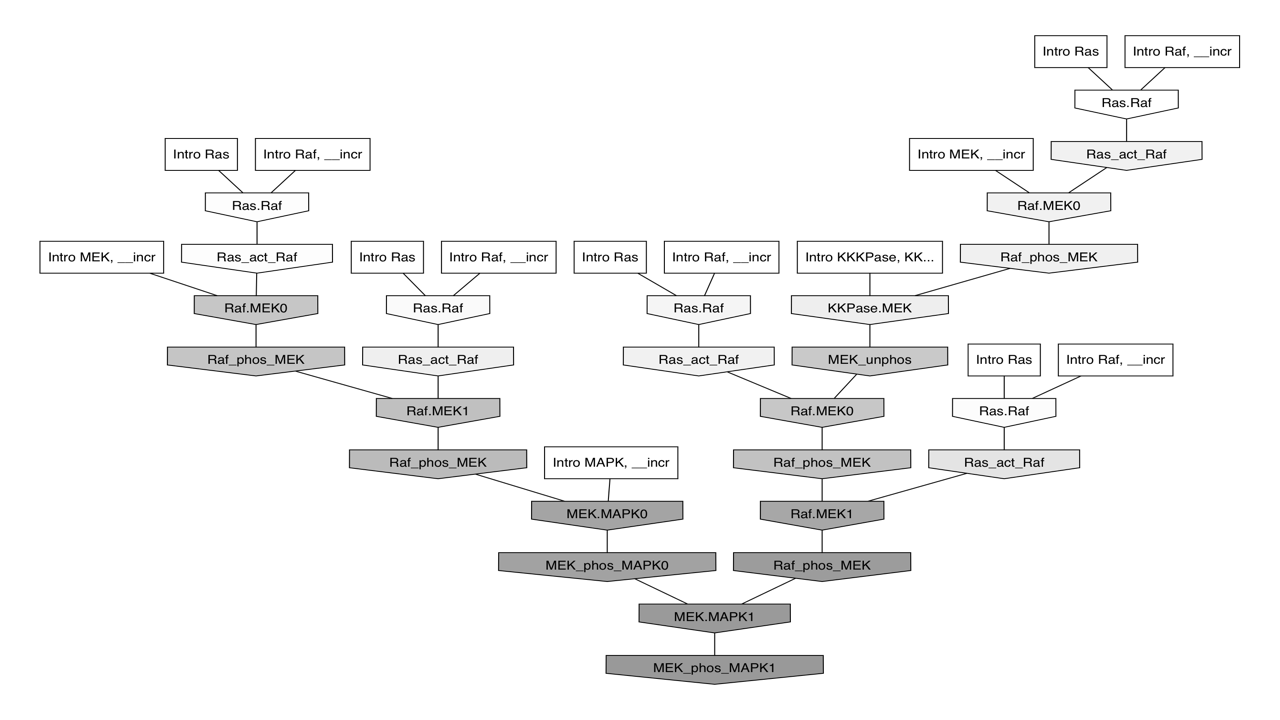 Intro Ras
Intro Raf, __incr
Ras.Raf
Intro Ras
Intro Raf, __incr
Intro MEK, __incr
Ras_act_Raf
Ras.Raf
Raf.MEK0
Intro MEK, __incr
Ras_act_Raf
Intro Ras
Intro Raf, __incr
Intro Ras
Intro Raf, __incr
Intro KKKPase, KK...
Raf_phos_MEK
Raf.MEK0
Ras.Raf
Ras.Raf
KKPase.MEK
Raf_phos_MEK
Ras_act_Raf
Ras_act_Raf
MEK_unphos
Intro Ras
Intro Raf, __incr
Raf.MEK1
Raf.MEK0
Ras.Raf
Raf_phos_MEK
Intro MAPK, __incr
Raf_phos_MEK
Ras_act_Raf
MEK.MAPK0
Raf.MEK1
MEK_phos_MAPK0
Raf_phos_MEK
MEK.MAPK1
MEK_phos_MAPK1